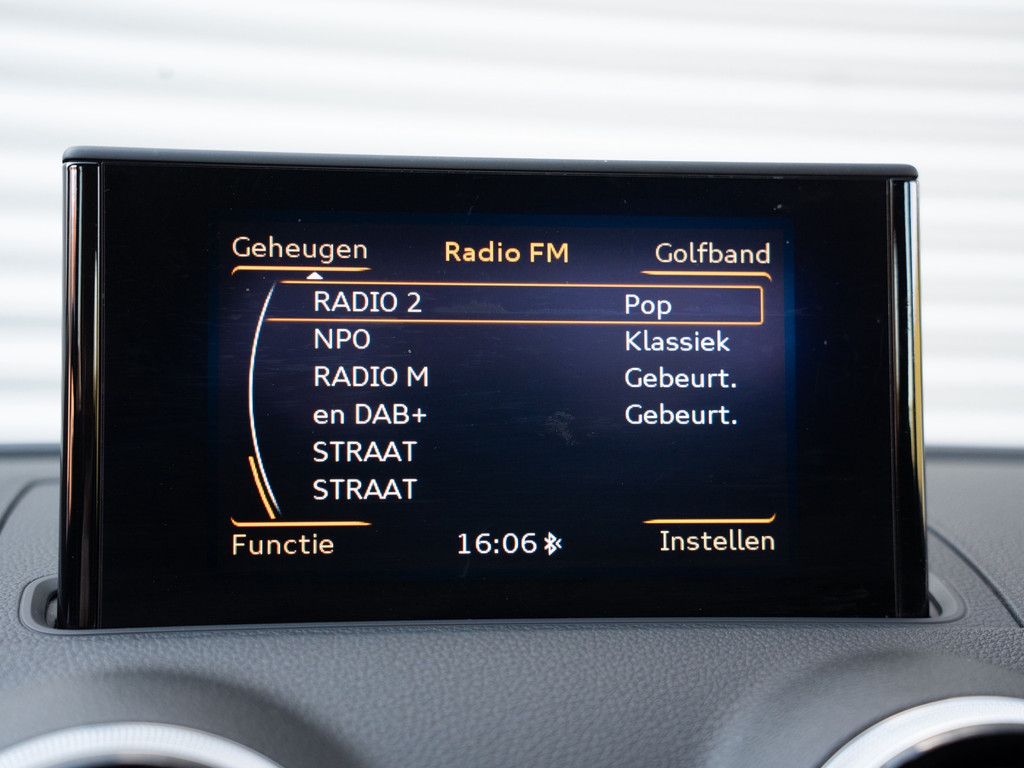 Geheugen Radio FM Golfband
RADIO 2 Pop
NPO Klassiek
RADIO M Gebeurt.
en DAB+ Gebeurt.
STRAAT
STRAAT
Functie 16:06 Instellen